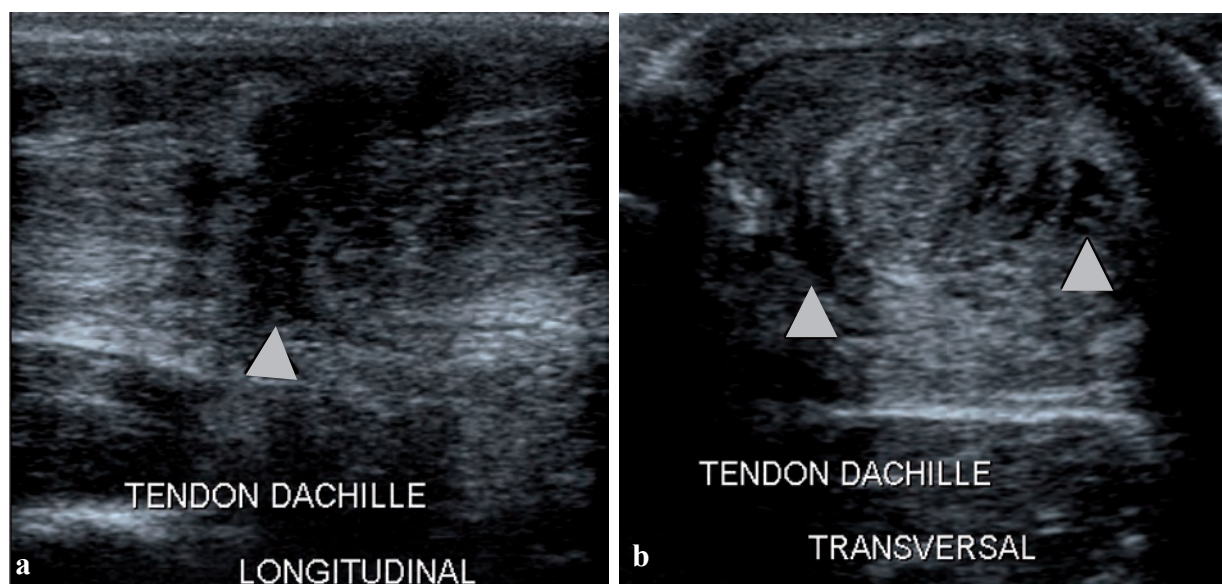 TENDON DACHILLE
LONGITUDINAL
a
TENDON DACHILLE
TRANSVERSAL
b